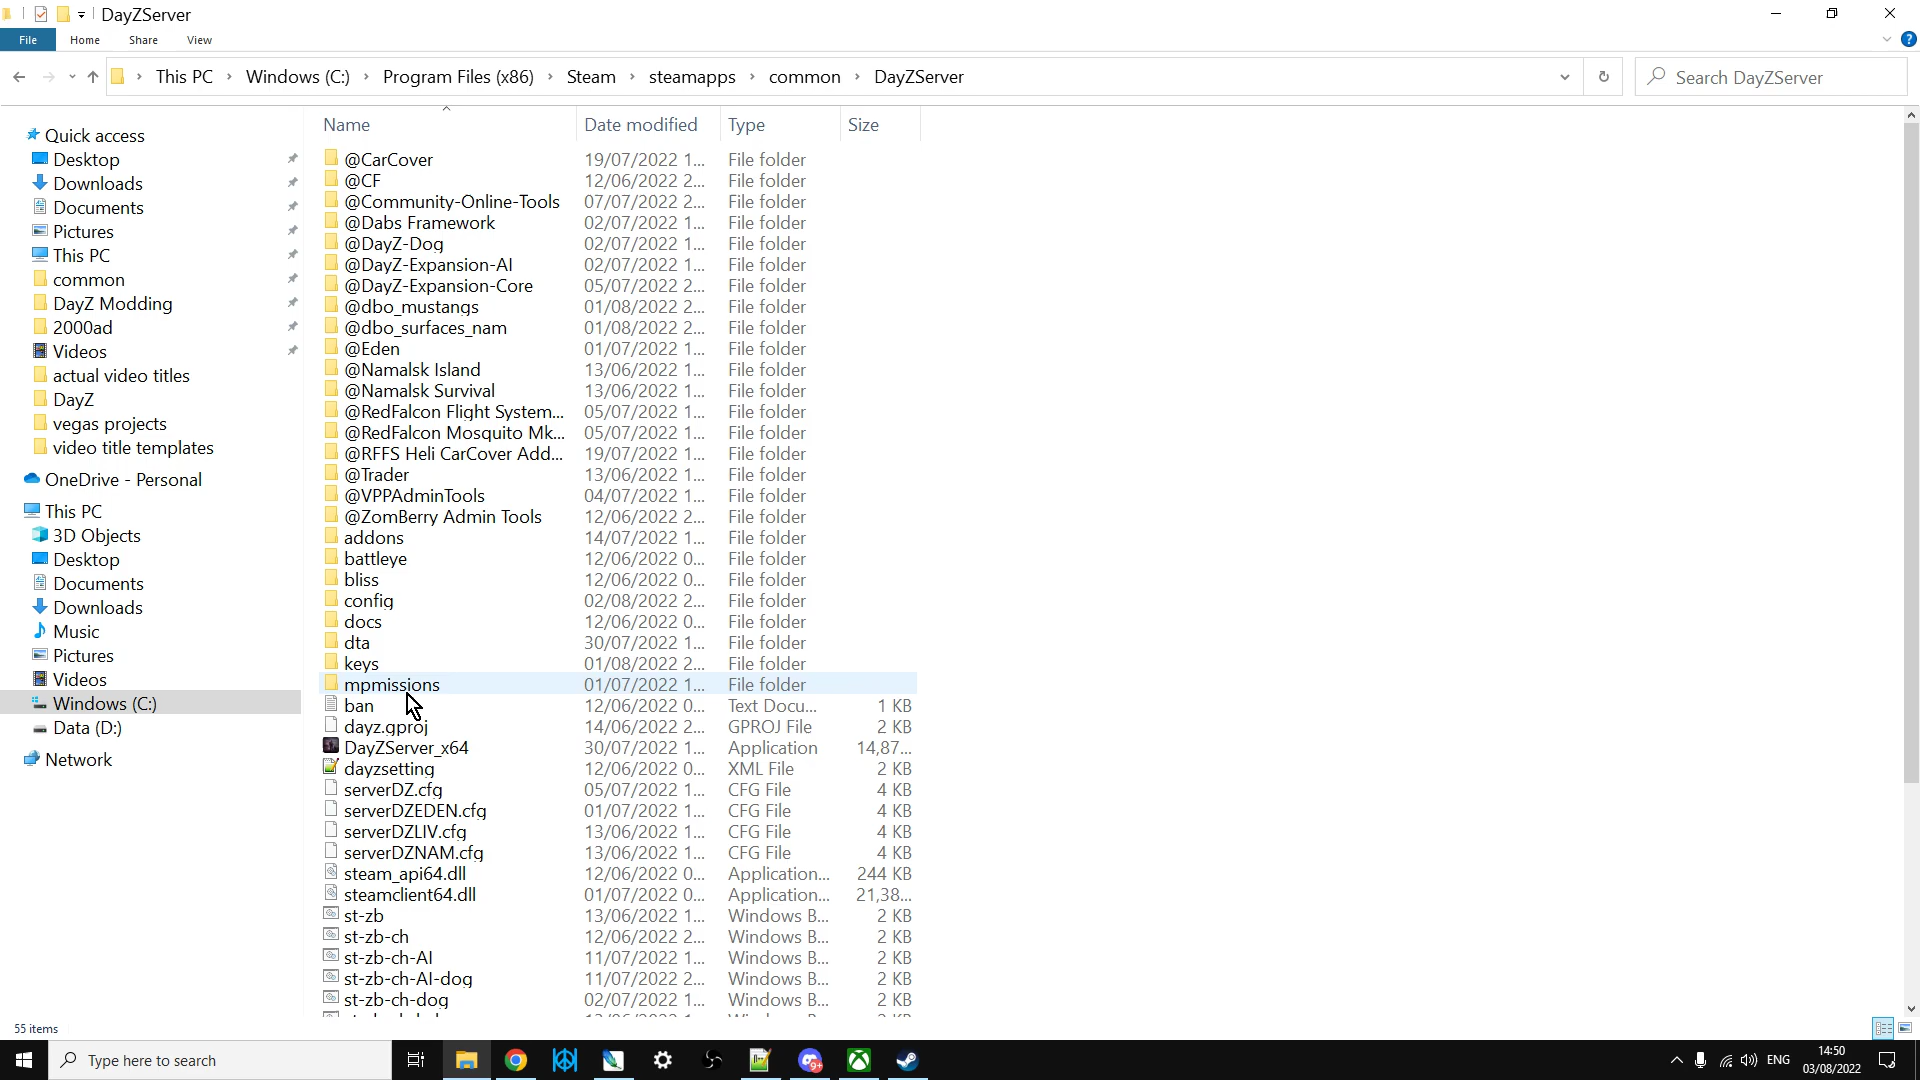 DayZServer
File Home Share View
This PC Windows (C:) Program Files (x86) Steam steamapps common DayZServer
Search DayZServer
Name Date modified Type Size
Quick access
Desktop
Downloads
Documents
Pictures
This PC
common
DayZ Modding
2000ad
Videos
actual video titles
DayZ
vegas projects
video title templates
OneDrive - Personal
This PC
3D Objects
Desktop
Documents
Downloads
Music
Pictures
Videos
Windows (C:)
Data (D:)
Network
@CarCover 19/07/2022 1... File folder
@CF 12/06/2022 2... File folder
@Community-Online-Tools 07/07/2022 2... File folder
@Dabs Framework 02/07/2022 1... File folder
@DayZ-Dog 02/07/2022 1... File folder
@DayZ-Expansion-AI 02/07/2022 1... File folder
@DayZ-Expansion-Core 05/07/2022 2... File folder
@dbo_mustangs 01/08/2022 2... File folder
@dbo_surfaces_nam 01/08/2022 2... File folder
@Eden 01/07/2022 1... File folder
@Namalsk Island 13/06/2022 1... File folder
@Namalsk Survival 13/06/2022 1... File folder
@RedFalcon Flight System... 05/07/2022 1... File folder
@RedFalcon Mosquito Mk... 05/07/2022 1... File folder
@RFFS Heli CarCover Add... 19/07/2022 1... File folder
@Trader 13/06/2022 1... File folder
@VPPAdminTools 04/07/2022 1... File folder
@ZomBerry Admin Tools 12/06/2022 2... File folder
addons 14/07/2022 1... File folder
battleye 12/06/2022 0... File folder
bliss 12/06/2022 0... File folder
config 02/08/2022 2... File folder
docs 12/06/2022 0... File folder
dta 30/07/2022 1... File folder
keys 01/08/2022 2... File folder
mpmissions 01/07/2022 1... File folder
ban 12/06/2022 0... Text Docu... 1 KB
dayz.gproj 14/06/2022 2... GPROJ File 2 KB
DayZServer_x64 30/07/2022 1... Application 14,87...
dayzsetting 12/06/2022 0... XML File 2 KB
serverDZ.cfg 05/07/2022 1... CFG File 4 KB
serverDZEDEN.cfg 01/07/2022 1... CFG File 4 KB
serverDZLIV.cfg 13/06/2022 1... CFG File 4 KB
serverDZNAM.cfg 13/06/2022 1... CFG File 4 KB
steam_api64.dll 12/06/2022 0... Application... 244 KB
steamclient64.dll 01/07/2022 0... Application... 21,38...
st-zb 13/06/2022 1... Windows B... 2 KB
st-zb-ch 12/06/2022 2... Windows B... 2 KB
st-zb-ch-AI 11/07/2022 1... Windows B... 2 KB
st-zb-ch-AI-dog 11/07/2022 2... Windows B... 2 KB
st-zb-ch-dog 02/07/2022 1... Windows B... 2 KB
55 items
Type here to search
ENG
14:50
03/08/2022